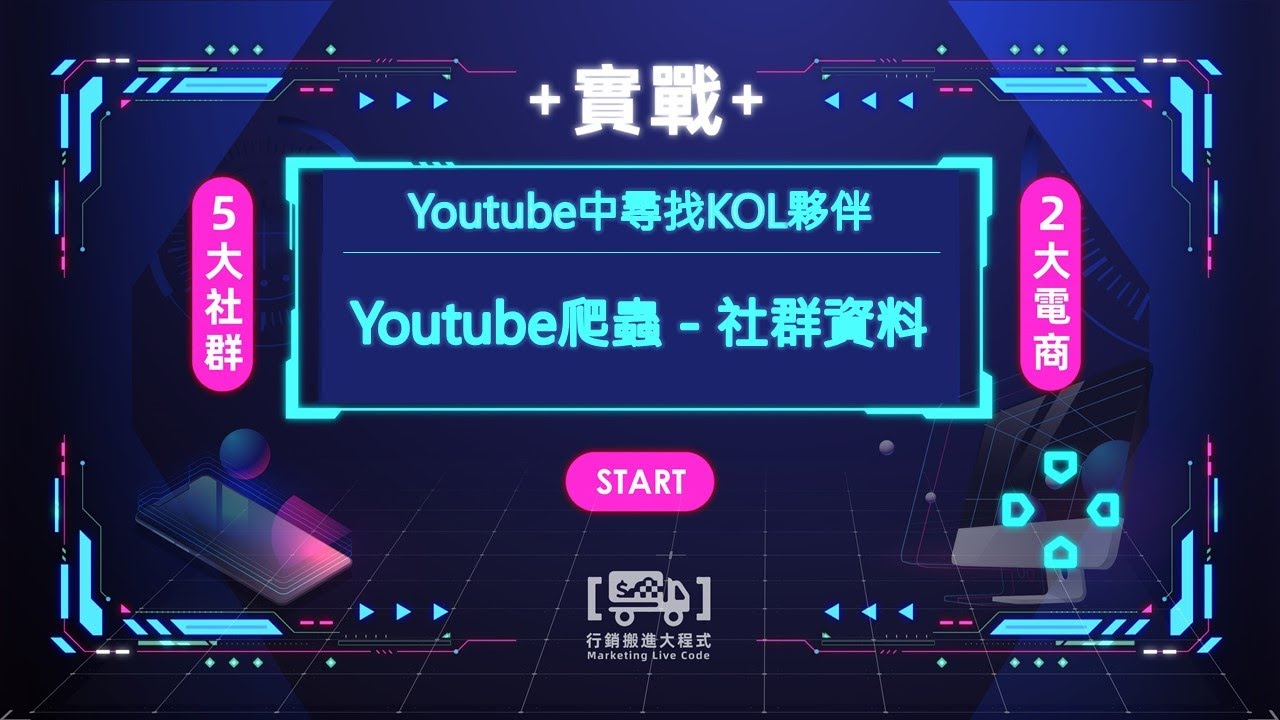 +實戰+
Youtube中尋找KOL夥伴
Youtube爬蟲 - 社群資料
5大社群
2大電商
START
行銷搬進大程式
Marketing Live Code